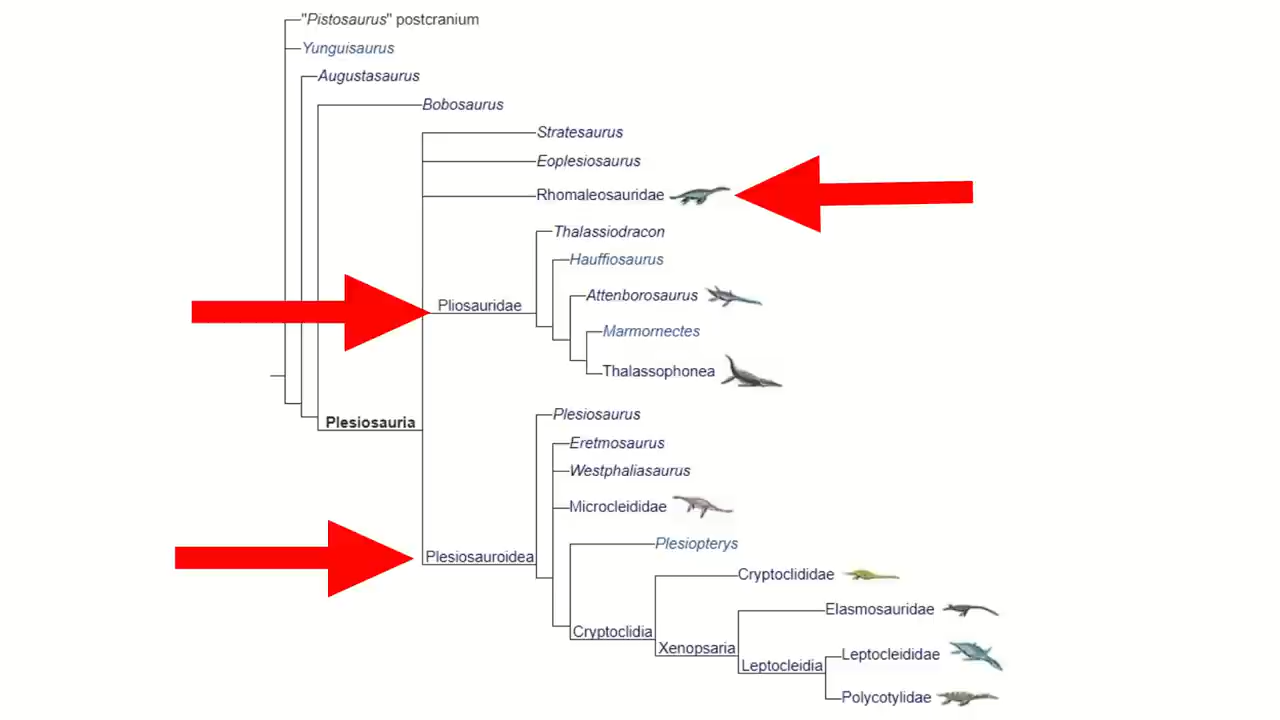 "Pistosaurus" postcranium
Yunguisaurus
Augustasaurus
Bobosaurus
Stratesaurus
Eoplesiosaurus
Rhomaleosauridae
Thalassiodracon
Hauffiosaurus
Attenborosaurus
Pliosauridae
Marmornectes
Thalassophonea
Plesiosaurus
Plesiosauria
Eretmosaurus
Westphaliasaurus
Microcleididae
Plesiopterys
Plesiosauroidea
Cryptoclididae
Elasmosauridae
Cryptoclidia
Xenopsaria
Leptocleididae
Leptocleidia
Polycotylidae